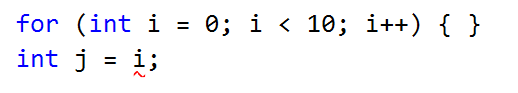 for (int i = 0; i < 10; i++) { }
int j = i;